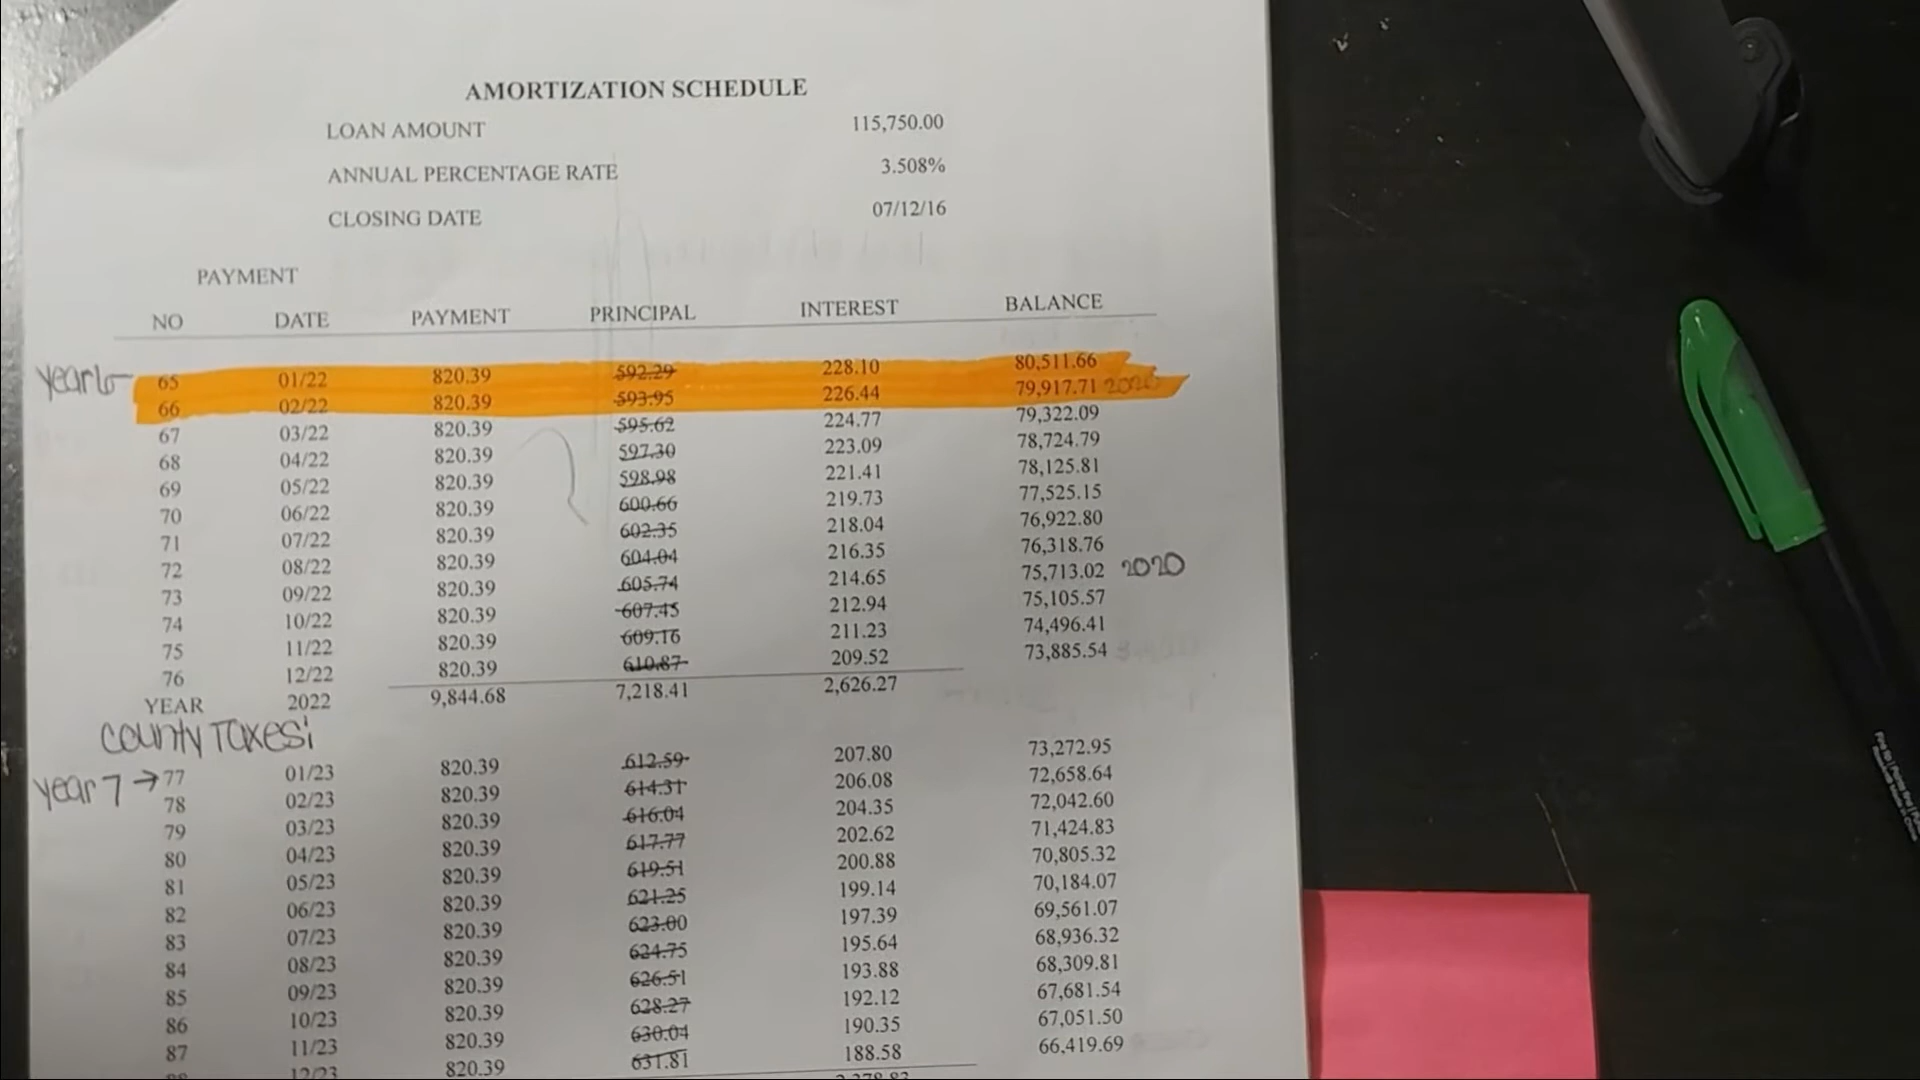 AMORTIZATION SCHEDULE
LOAN AMOUNT 115,750.00
ANNUAL PERCENTAGE RATE 3.508%
CLOSING DATE 07/12/16
PAYMENT
NO DATE PAYMENT PRINCIPAL INTEREST BALANCE
year 6 65 01/22 820.39 592.29 228.10 80,511.66
66 02/22 820.39 593.95 226.44 79,917.71 2020
67 03/22 820.39 595.62 224.77 79,322.09
68 04/22 820.39 597.30 223.09 78,724.79
69 05/22 820.39 598.98 221.41 78,125.81
70 06/22 820.39 600.66 219.73 77,525.15
71 07/22 820.39 602.35 218.04 76,922.80
72 08/22 820.39 604.04 216.35 76,318.76
73 09/22 820.39 605.74 214.65 75,713.02 2020
74 10/22 820.39 607.45 212.94 75,105.57
75 11/22 820.39 609.16 211.23 74,496.41
76 12/22 820.39 610.87 209.52 73,885.54
YEAR 2022 9,844.68 7,218.41 2,626.27
County Taxes!
year 7 → 77 01/23 820.39 612.59 207.80 73,272.95
78 02/23 820.39 614.31 206.08 72,658.64
79 03/23 820.39 616.04 204.35 72,042.60
80 04/23 820.39 617.77 202.62 71,424.83
81 05/23 820.39 619.51 200.88 70,805.32
82 06/23 820.39 621.25 199.14 70,184.07
83 07/23 820.39 623.00 197.39 69,561.07
84 08/23 820.39 624.75 195.64 68,936.32
85 09/23 820.39 626.51 193.88 68,309.81
86 10/23 820.39 628.27 192.12 67,681.54
87 11/23 820.39 630.04 190.35 67,051.50
88 12/23 820.39 631.81 188.58 66,419.69